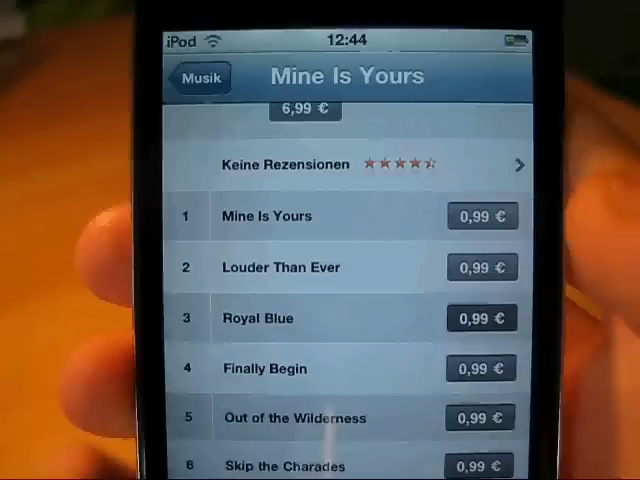 iPod 12:44
Musik Mine Is Yours
6,99 €
Keine Rezensionen
1 Mine Is Yours 0,99 €
2 Louder Than Ever 0,99 €
3 Royal Blue 0,99 €
4 Finally Begin 0,99 €
5 Out of the Wilderness 0,99 €
6 Skip the Charades 0,99 €